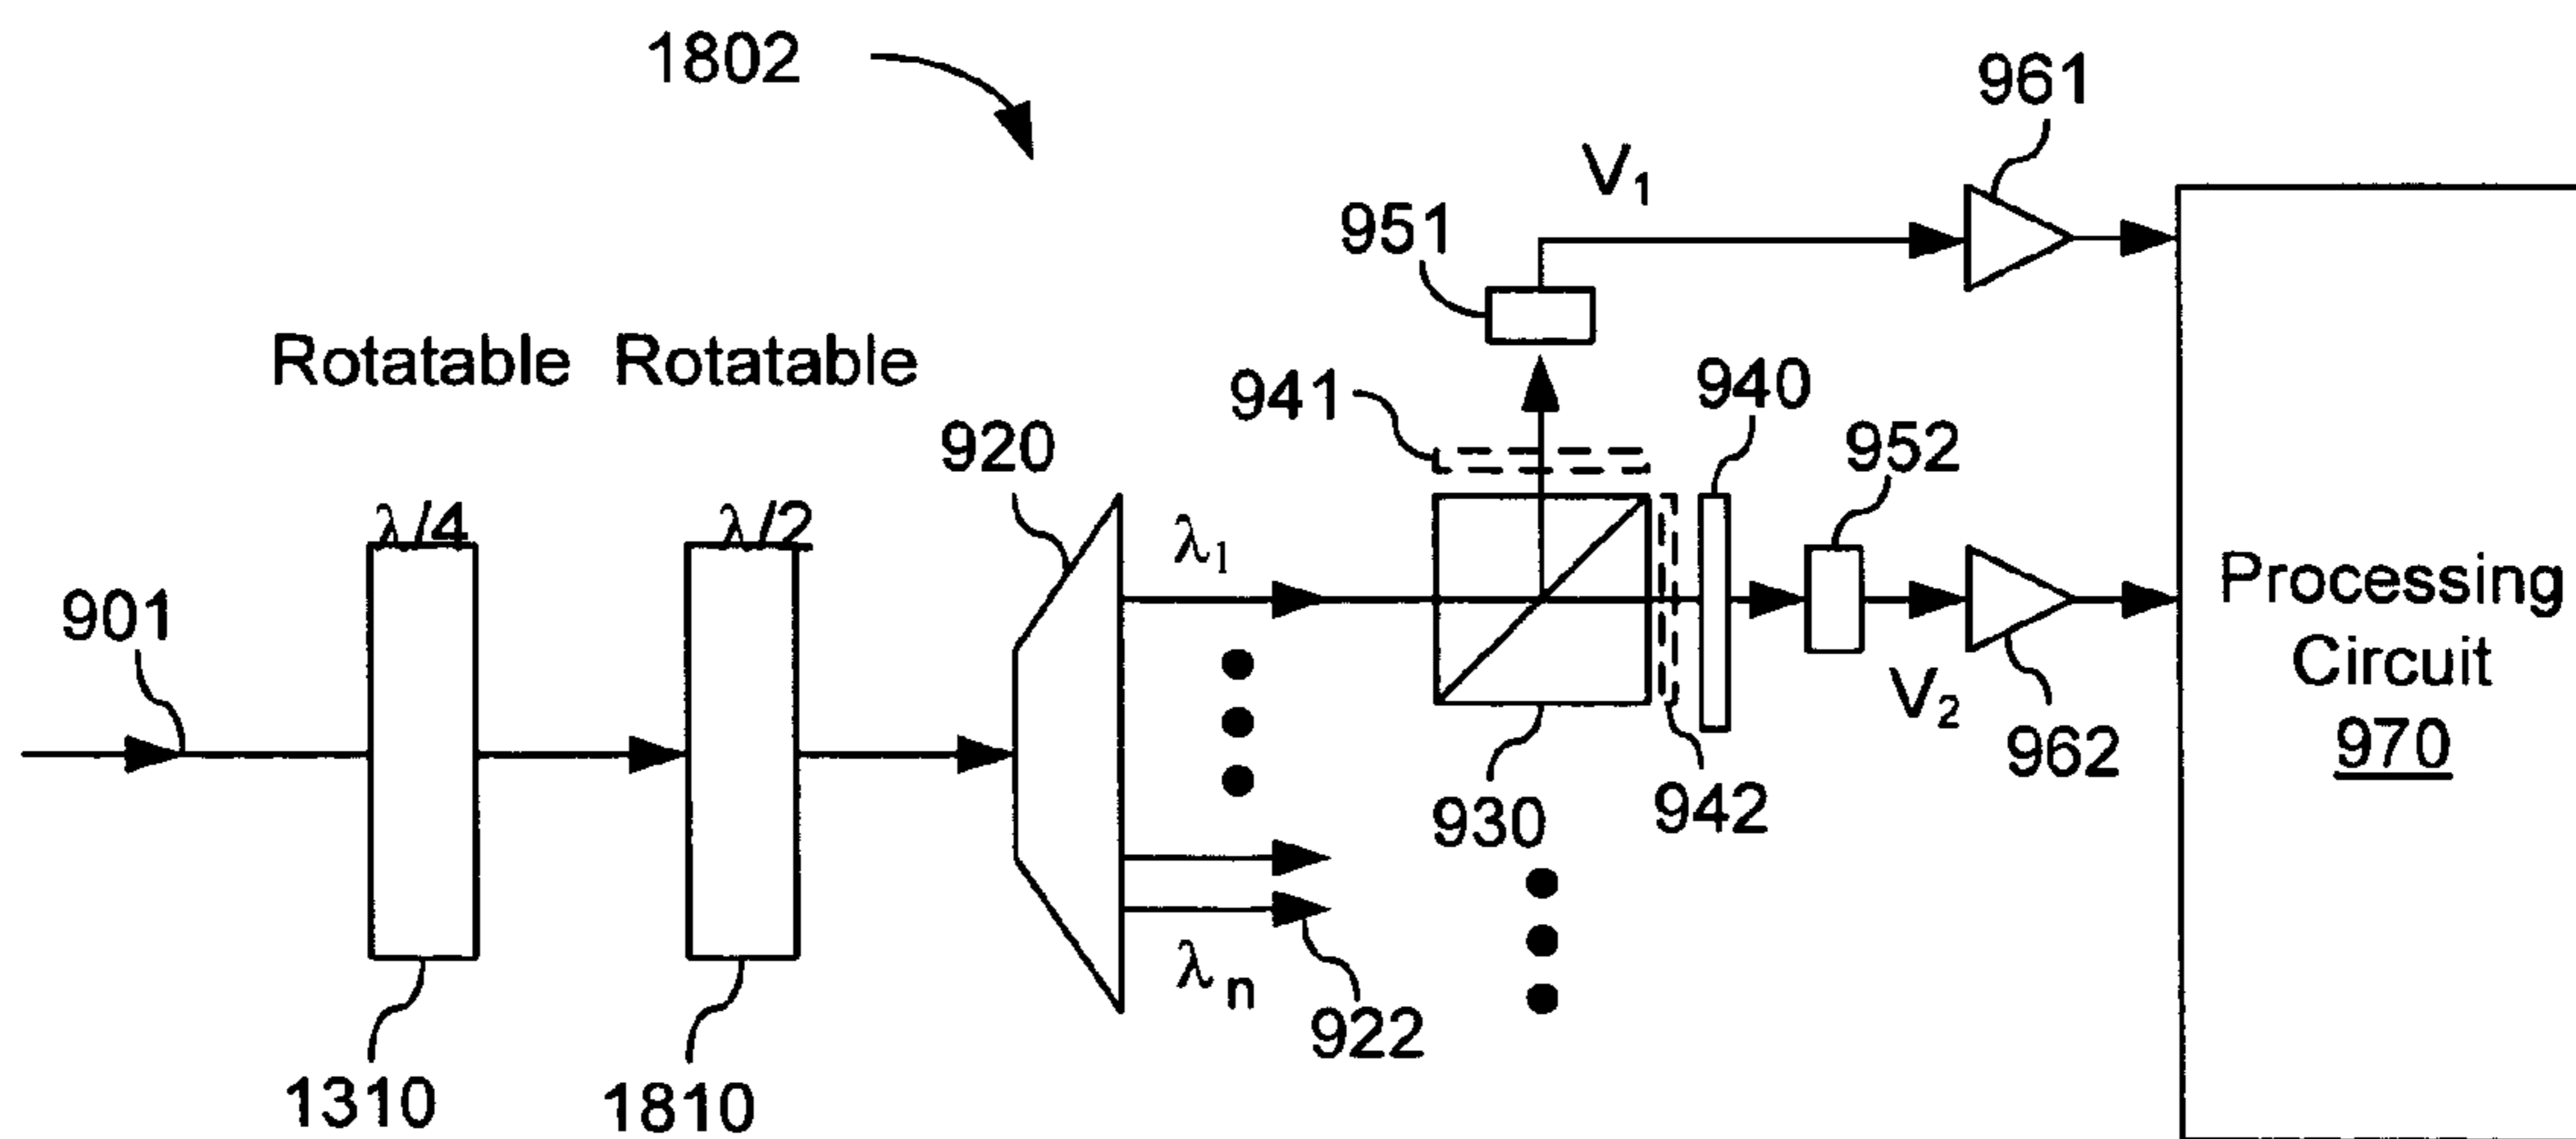 1802
961
V₁
951
Rotatable Rotatable
941
940
920
952
λ/4
λ/2
λ₁
901
Processing
Circuit
970
V₂
962
930
942
λn
922
1310
1810